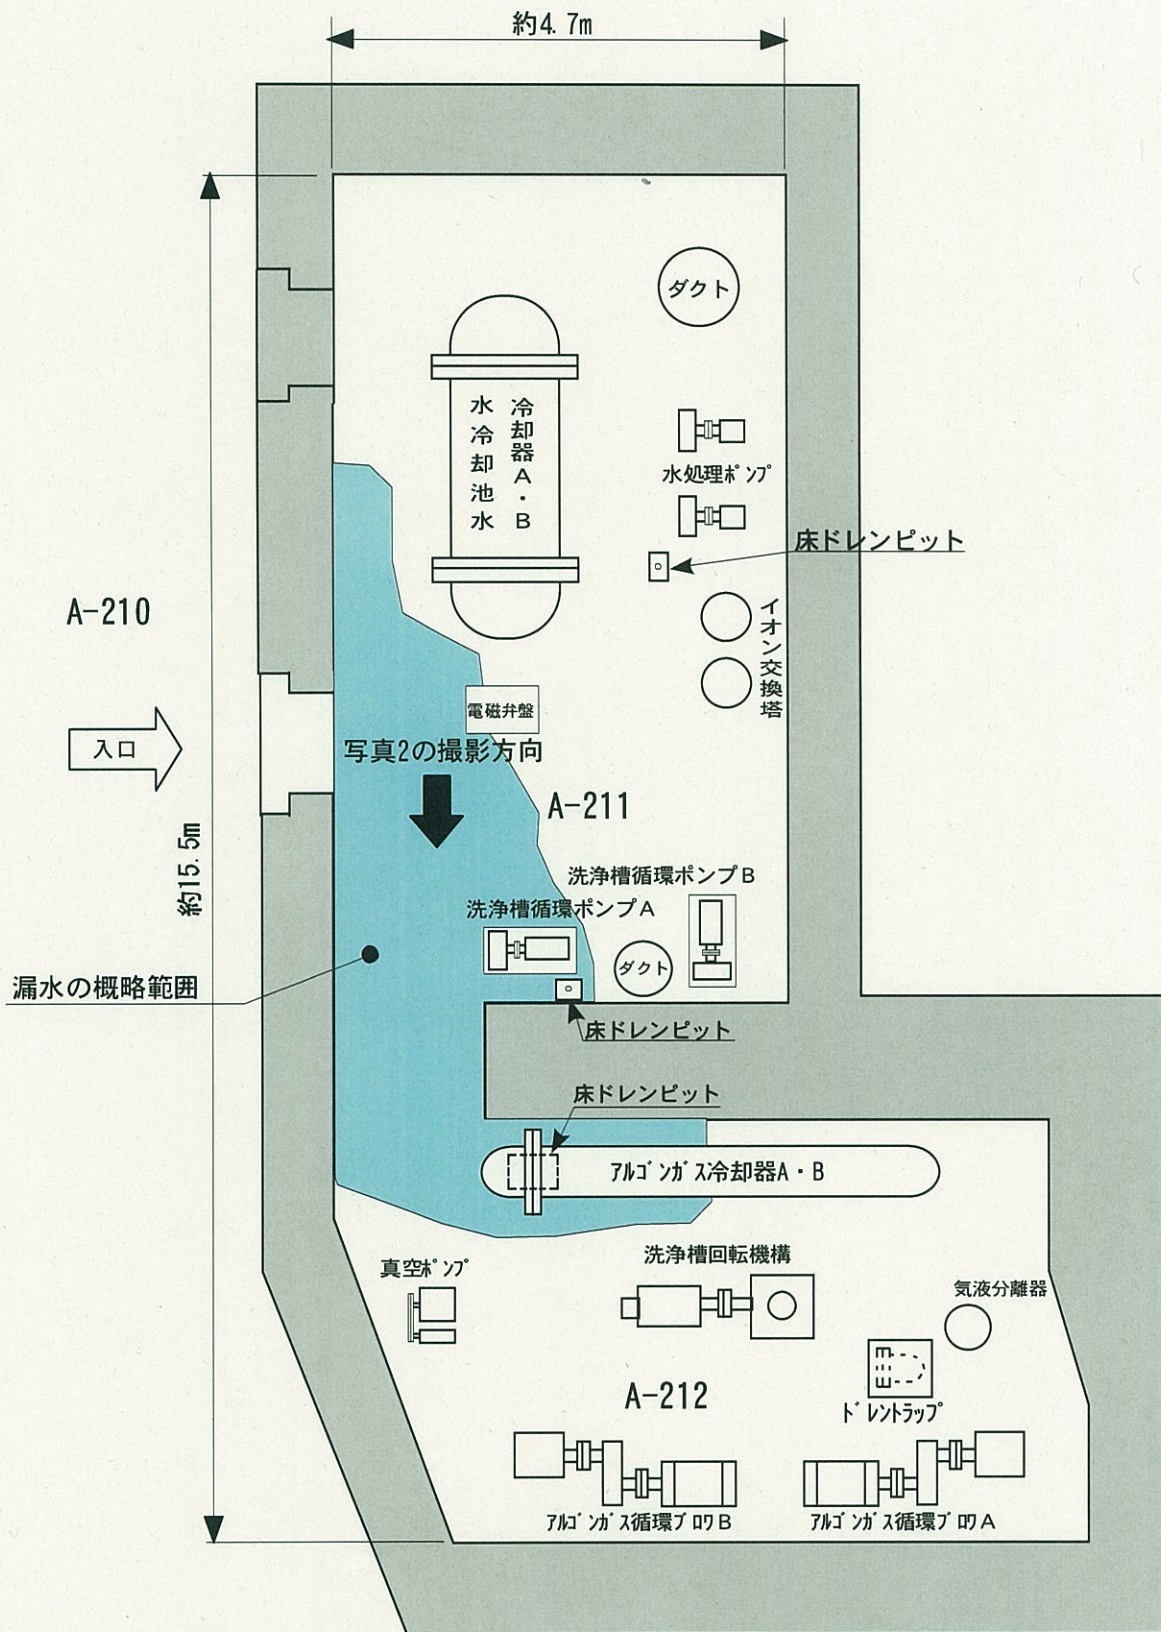 約4.7m
ダクト
水冷却池水
冷却器A・B
水処理ポンプ
床ドレンピット
A-210
イオン交換塔
電磁弁盤
入口
写真2の撮影方向
A-211
約15.5m
洗浄槽循環ポンプB
洗浄槽循環ポンプA
ダクト
漏水の概略範囲
床ドレンピット
床ドレンピット
アルゴンガス冷却器A・B
洗浄槽回転機構
真空ポンプ
気液分離器
A-212
ドレントラップ
アルゴンガス循環ブロワB
アルゴンガス循環ブロワA